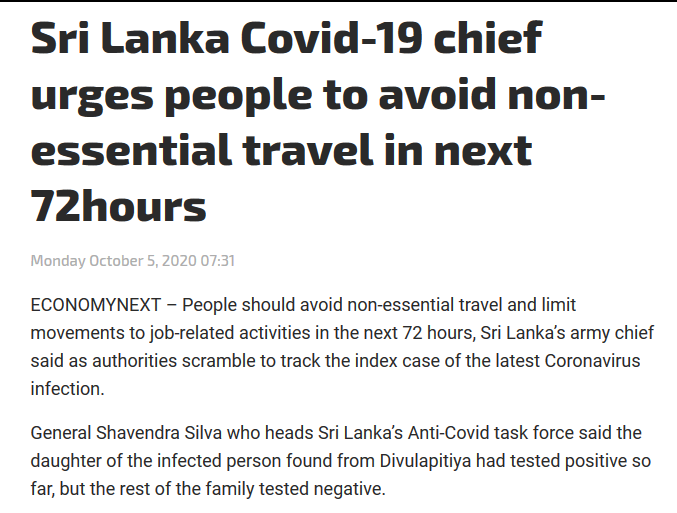 Sri Lanka Covid-19 chief
urges people to avoid non-
essential travel in next
72hours
Monday October 5, 2020 07:31
ECONOMYNEXT – People should avoid non-essential travel and limit
movements to job-related activities in the next 72 hours, Sri Lanka’s army chief
said as authorities scramble to track the index case of the latest Coronavirus
infection.
General Shavendra Silva who heads Sri Lanka’s Anti-Covid task force said the
daughter of the infected person found from Divulapitiya had tested positive so
far, but the rest of the family tested negative.